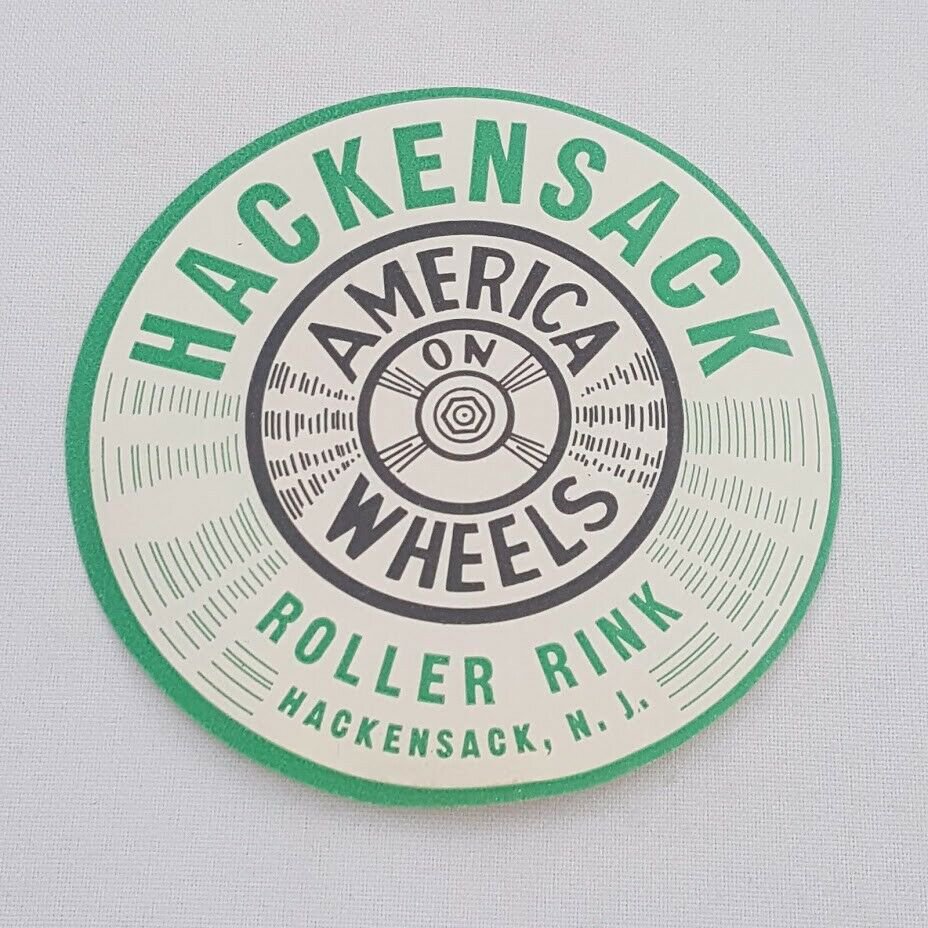 HACKENSACK
AMERICA
ON
WHEELS
ROLLER RINK
HACKENSACK, N. J.